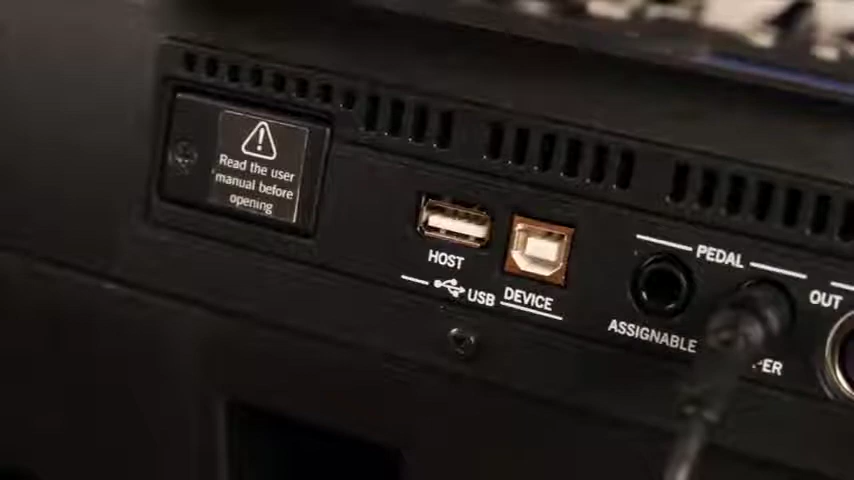 Read the user
manual before
opening
HOST
DEVICE
USB
PEDAL
ASSIGNABLE
OUT